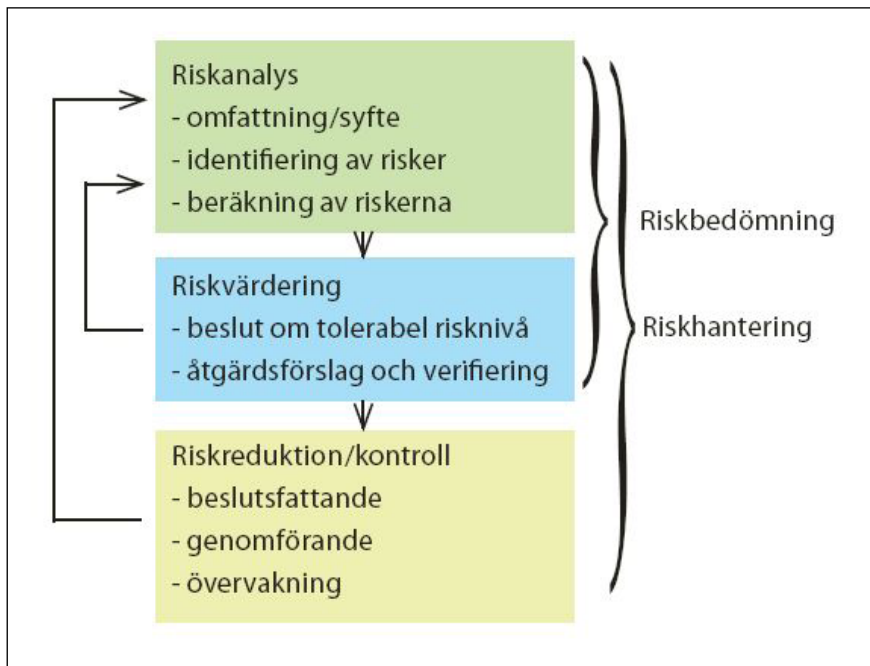 Riskanalys
- omfattning/syfte
- identifiering av risker
- beräkning av riskerna
Riskvärdering
- beslut om tolerabel risknivå
- åtgärdsförslag och verifiering
Riskreduktion/kontroll
- beslutsfattande
- genomförande
- övervakning
Riskbedömning
Riskhantering